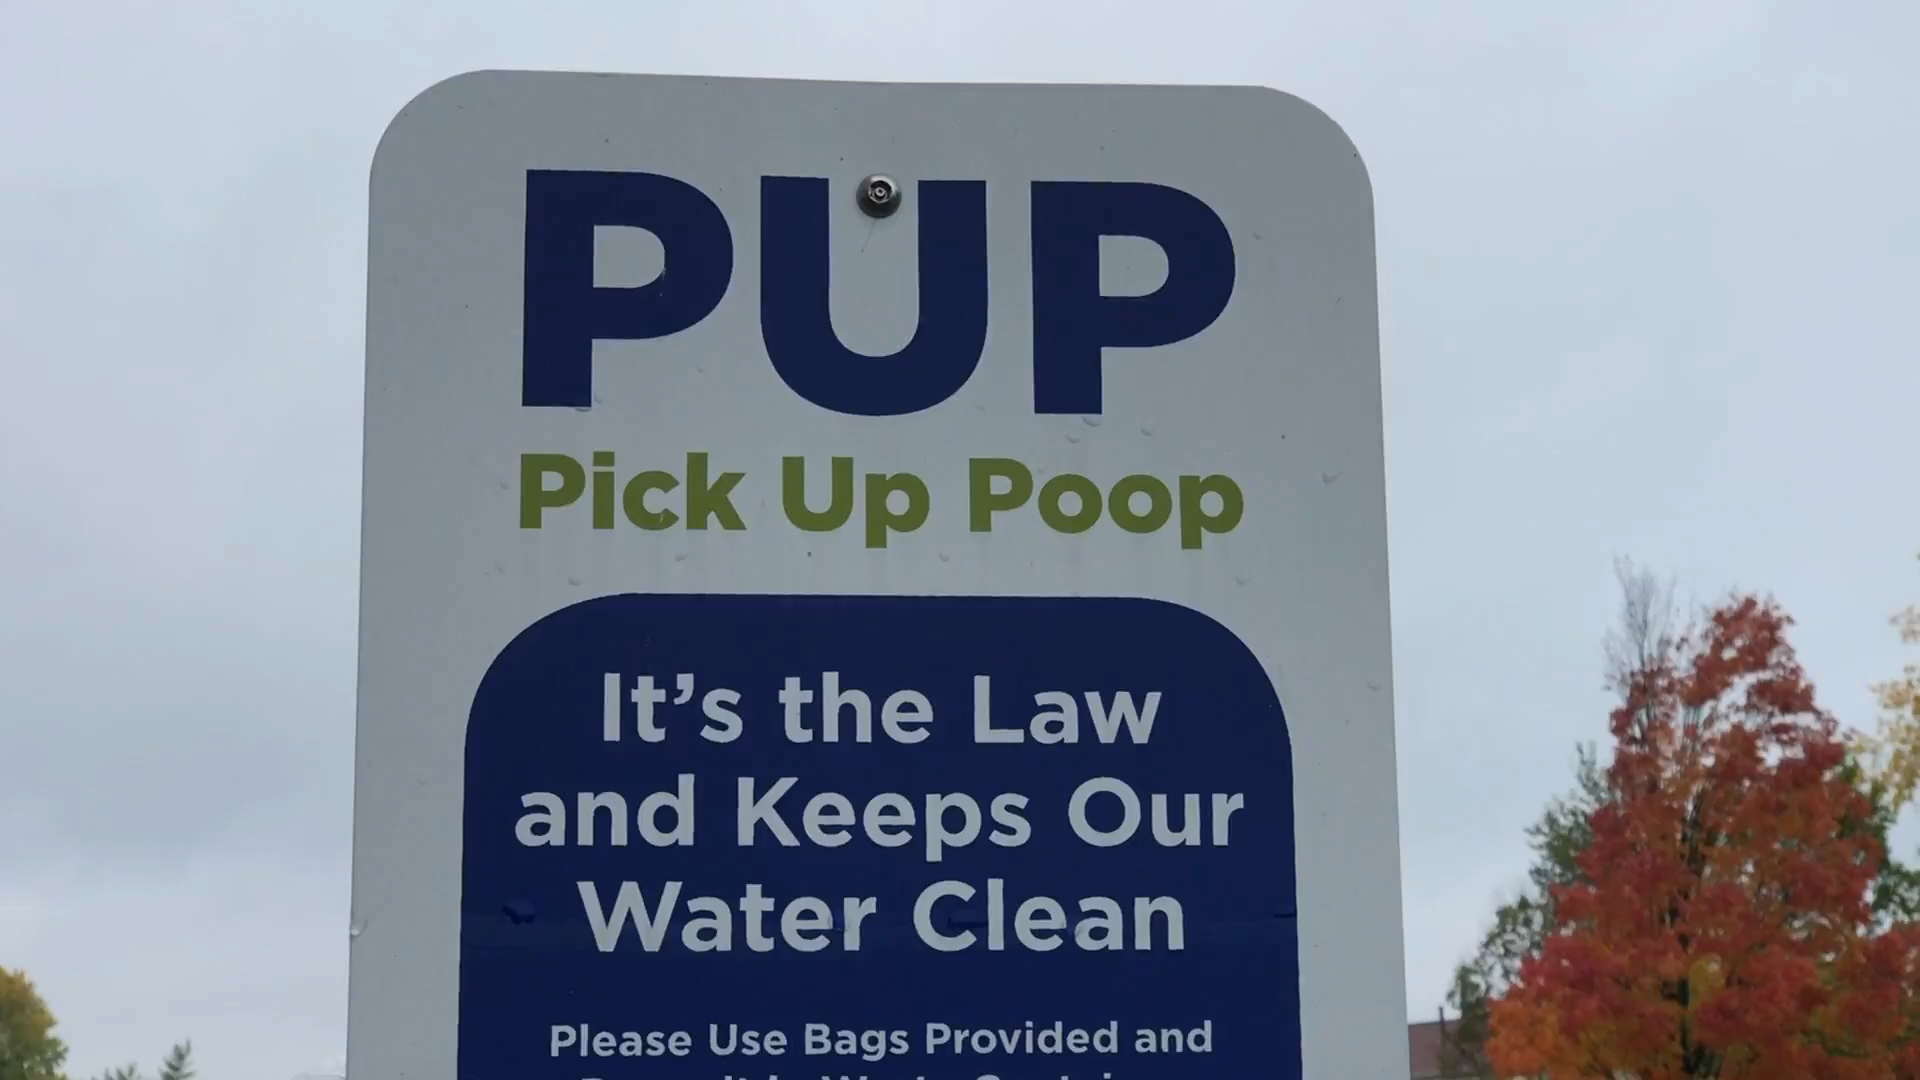 PUP
Pick Up Poop
It's the Law
and Keeps Our
Water Clean
Please Use Bags Provided and